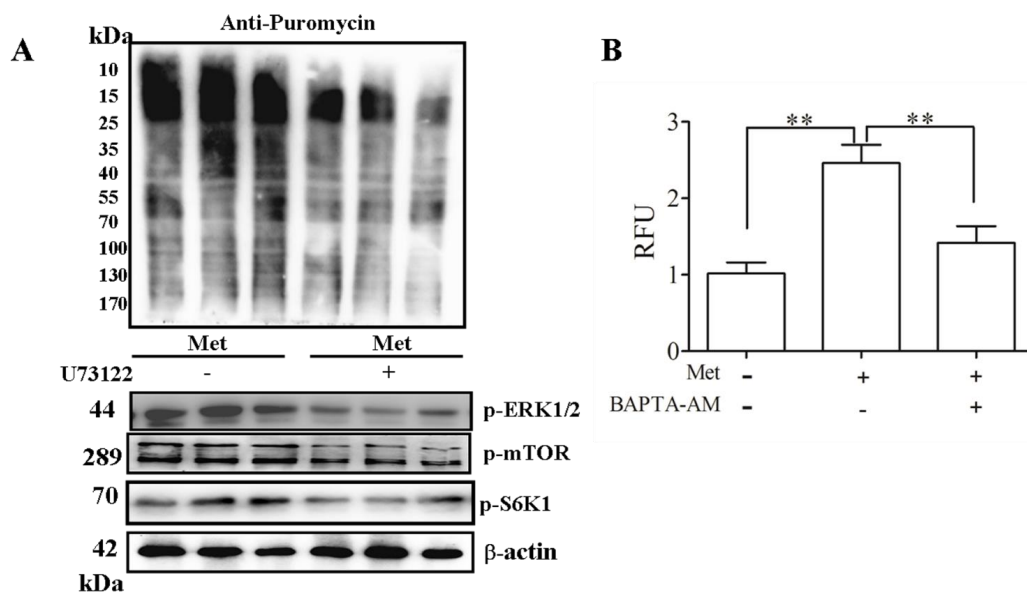 A
Anti-Puromycin
kDa
10
15
25
35
40
55
70
100
130
170
Met Met
U73122 - +
44 p-ERK1/2
289 p-mTOR
70 p-S6K1
42 β-actin
kDa
B
** **
3
2
1
0
RFU
Met - + +
BAPTA-AM - - +